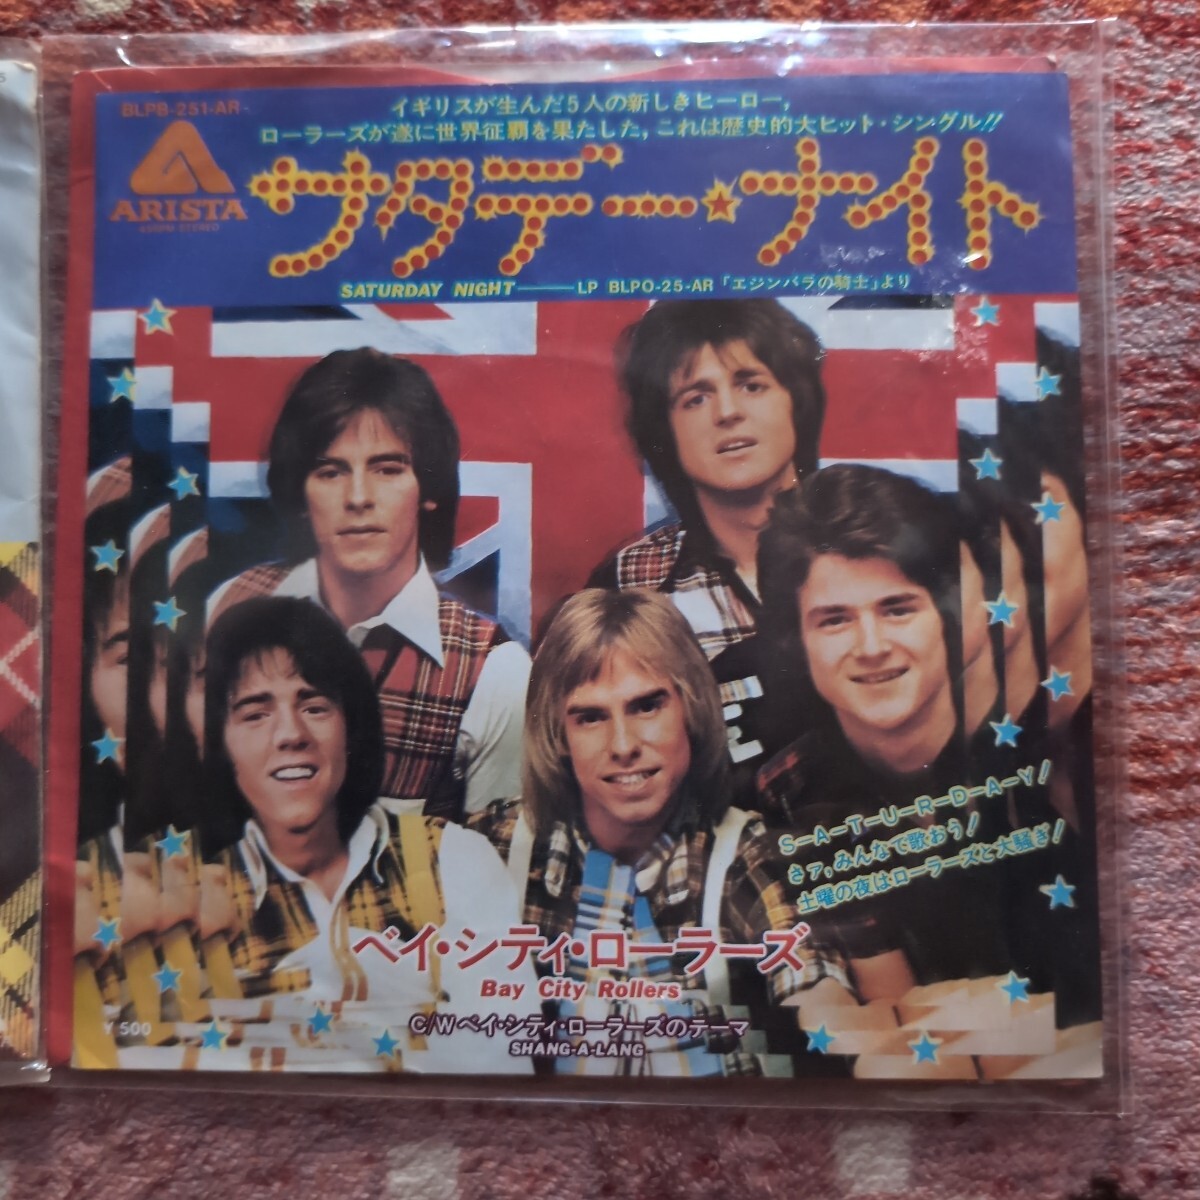 BLPB-251-AR
イギリスが生んだ5人の新しきヒーロー,
ローラーズが遂に世界征覇を果たした, これは歴史的大ヒット・シングル!!
ARISTA
サタデー★ナイト
SATURDAY NIGHT——LP BLPO-25-AR「エジンバラの騎士」より
E
S-A-T-U-R-D-A-Y!
さァ,みんなで歌おう!
土曜の夜はローラーズと大騒ぎ!
ベイ・シティ・ローラーズ
Bay City Rollers
¥500
C/W ベイ・シティ・ローラーズのテーマ
SHANG-A-LANG